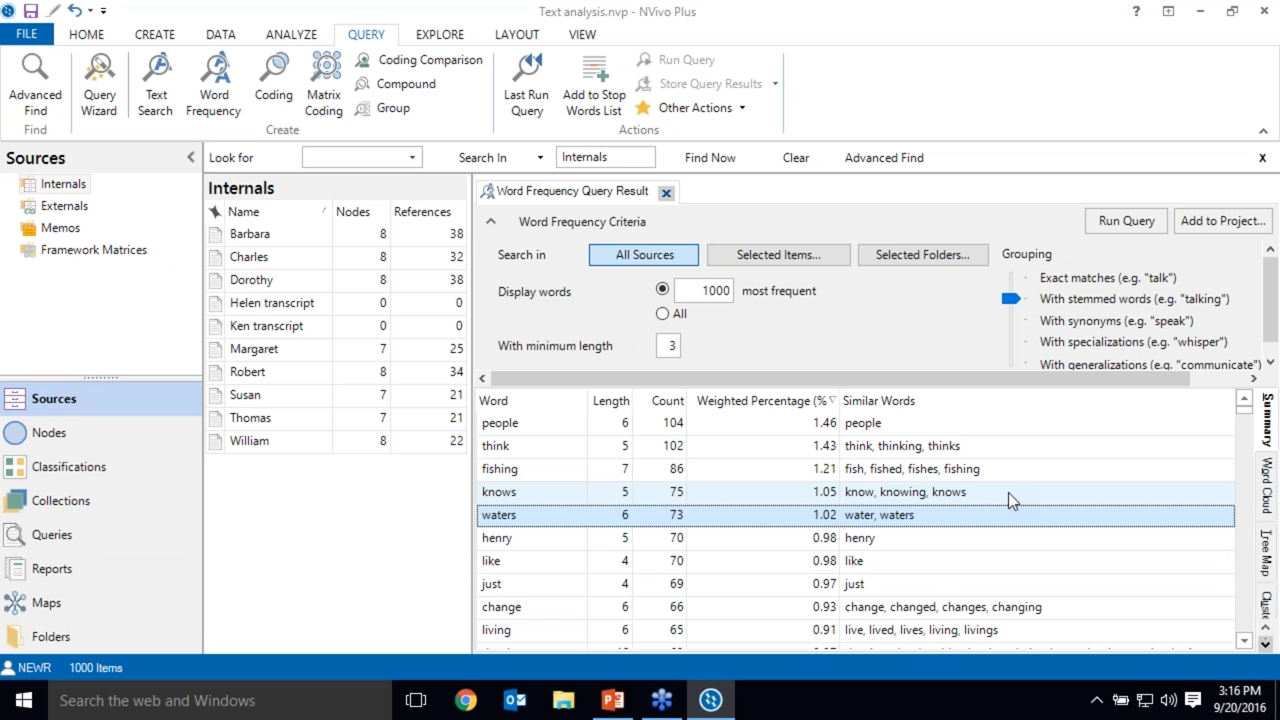 Text analysis.nvp - NVivo Plus
FILE HOME CREATE DATA ANALYZE QUERY EXPLORE LAYOUT VIEW
Advanced Find
Find
Query Wizard
Text Search
Word Frequency
Coding
Matrix Coding
Coding Comparison
Compound
Group
Create
Last Run Query
Add to Stop Words List
Run Query
Store Query Results
Other Actions
Actions
Sources
Internals
Externals
Memos
Framework Matrices
Sources
Nodes
Classifications
Collections
Queries
Reports
Maps
Folders
Look for Search In Internals Find Now Clear Advanced Find x
Internals
Name Nodes References
Barbara 8 38
Charles 8 32
Dorothy 8 38
Helen transcript 0 0
Ken transcript 0 0
Margaret 7 25
Robert 8 34
Susan 7 21
Thomas 7 21
William 8 22
Word Frequency Query Result
Word Frequency Criteria Run Query Add to Project...
Search in All Sources Selected Items... Selected Folders...
Display words 1000 most frequent
All
With minimum length 3
Grouping
Exact matches (e.g. "talk")
With stemmed words (e.g. "talking")
With synonyms (e.g. "speak")
With specializations (e.g. "whisper")
With generalizations (e.g. "communicate")
Word Length Count Weighted Percentage (% Similar Words
people 6 104 1.46 people
think 5 102 1.43 think, thinking, thinks
fishing 7 86 1.21 fish, fished, fishes, fishing
knows 5 75 1.05 know, knowing, knows
waters 6 73 1.02 water, waters
henry 5 70 0.98 henry
like 4 70 0.98 like
just 4 69 0.97 just
change 6 66 0.93 change, changed, changes, changing
living 6 65 0.91 live, lived, lives, living, livings
Summary
Word Cloud
Tree Map
NEWR 1000 Items
Search the web and Windows
3:16 PM
9/20/2016